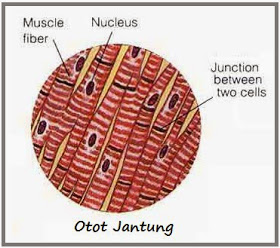 Muscle
fiber
Nucleus
Junction
between
two cells
Otot Jantung